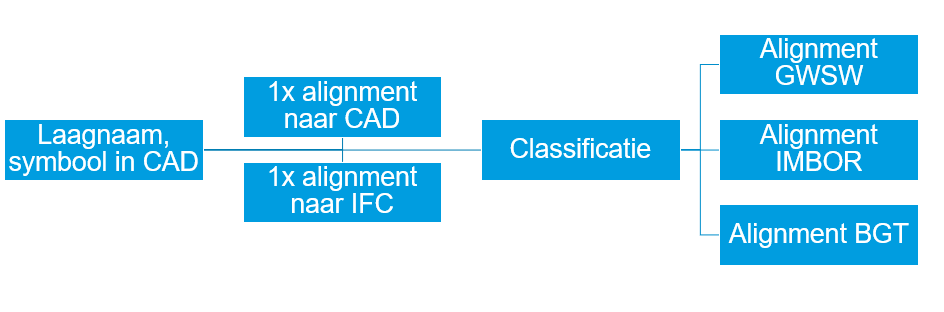 Laagnaam,
symbool in CAD
1x alignment
naar CAD
1x alignment
naar IFC
Classificatie
Alignment
GWSW
Alignment
IMBOR
Alignment BGT